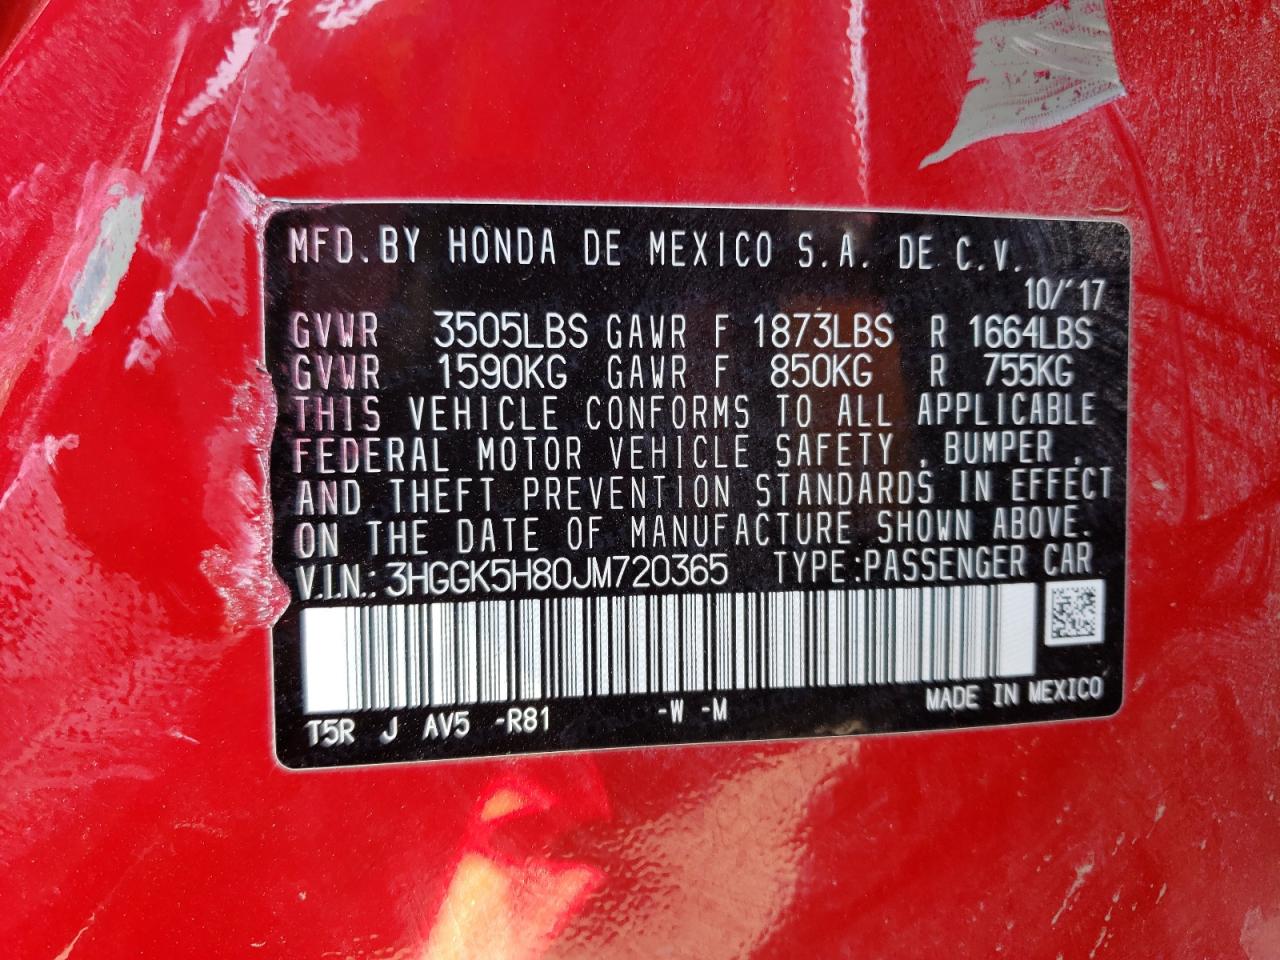 MFD. BY HONDA DE MEXICO S.A. DE C.V.
10/'17
GVWR 3505LBS GAWR F 1873LBS R 1664LBS
GVWR 1590KG GAWR F 850KG R 755KG
THIS VEHICLE CONFORMS TO ALL APPLICABLE
FEDERAL MOTOR VEHICLE SAFETY , BUMPER ,
AND THEFT PREVENTION STANDARDS IN EFFECT
ON THE DATE OF MANUFACTURE SHOWN ABOVE.
V.I.N.: 3HGGK5H80JM720365 TYPE:PASSENGER CAR
T5R J AV5 -R81 -W -M MADE IN MEXICO